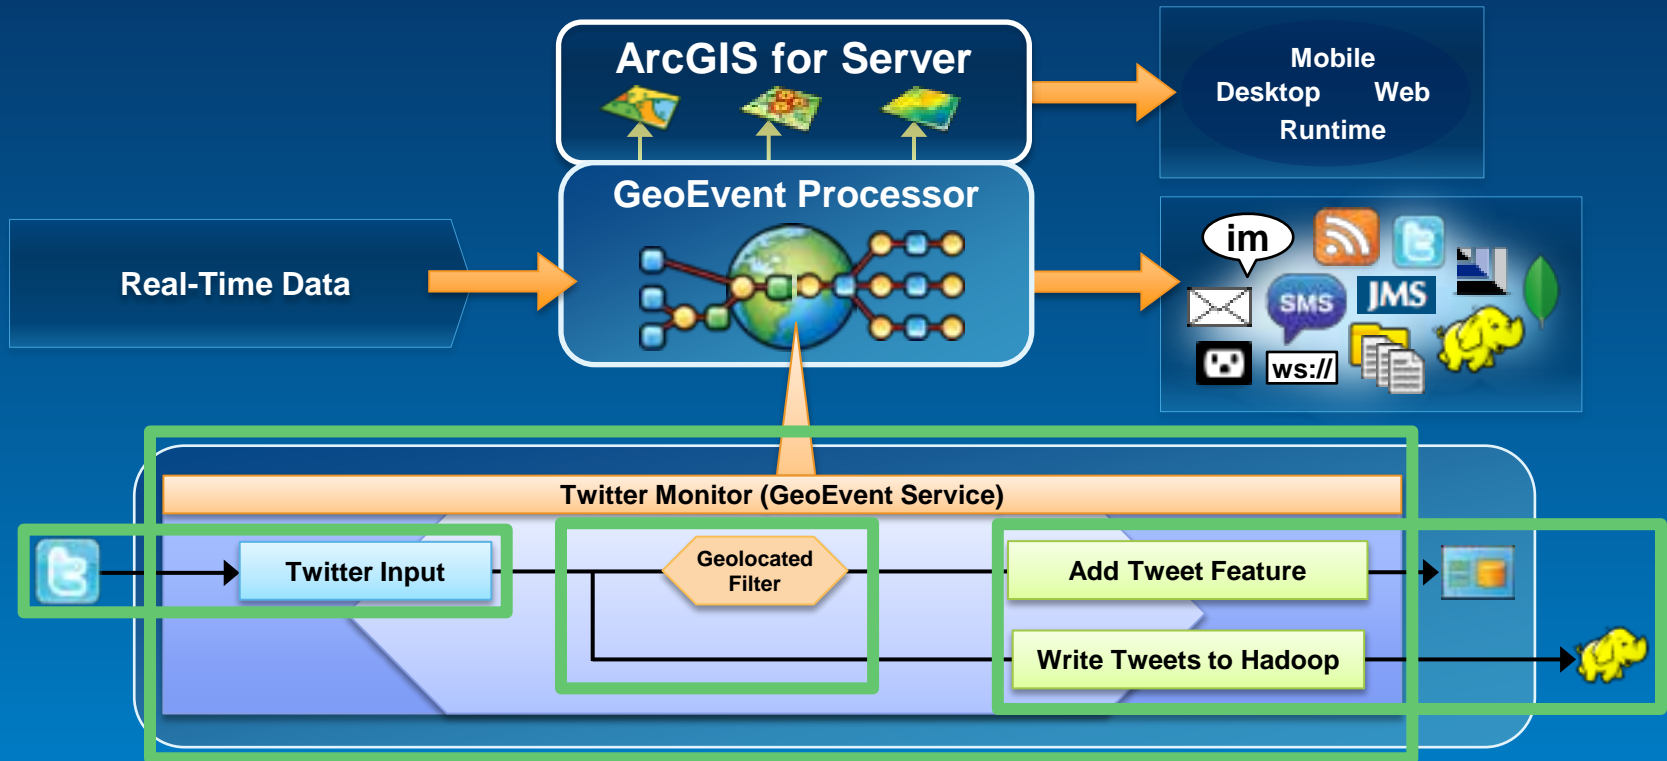 ArcGIS for Server
Mobile
Desktop Web
Runtime
GeoEvent Processor
Real-Time Data
im
SMS
JMS
ws://
Twitter Monitor (GeoEvent Service)
Twitter Input
Geolocated
Filter
Add Tweet Feature
Write Tweets to Hadoop